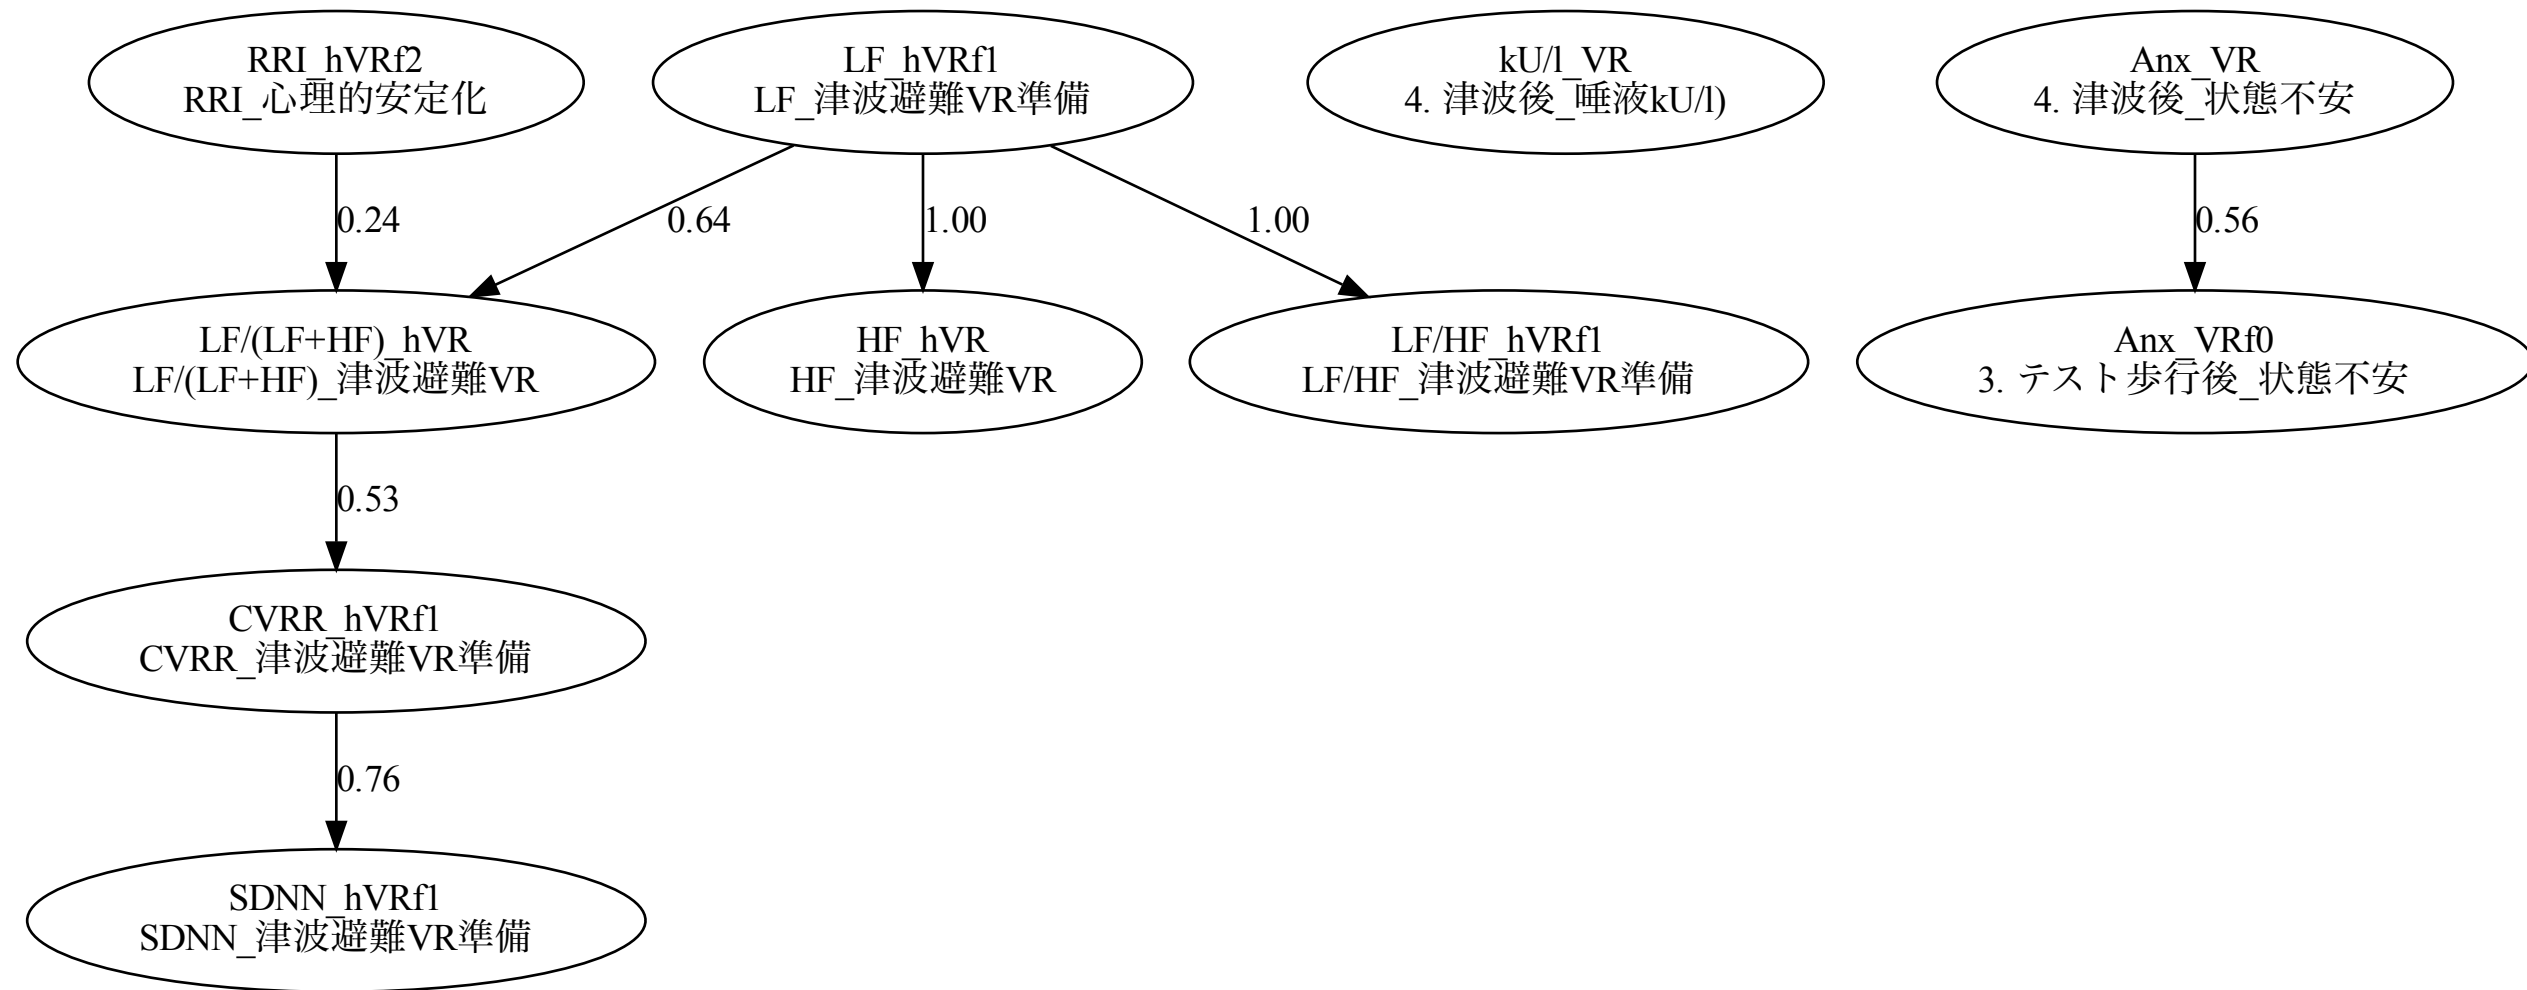 RRI_hVRf2
RRI_心理的安定化
LF_hVRf1
LF_津波避難VR準備
kU/l_VR
4. 津波後_唾液kU/l)
Anx_VR
4. 津波後_状態不安
0.24
0.64
1.00
1.00
0.56
LF/(LF+HF)_hVR
LF/(LF+HF)_津波避難VR
HF_hVR
HF_津波避難VR
LF/HF_hVRf1
LF/HF_津波避難VR準備
Anx_VRf0
3. テスト歩行後_状態不安
0.53
CVRR_hVRf1
CVRR_津波避難VR準備
0.76
SDNN_hVRf1
SDNN_津波避難VR準備